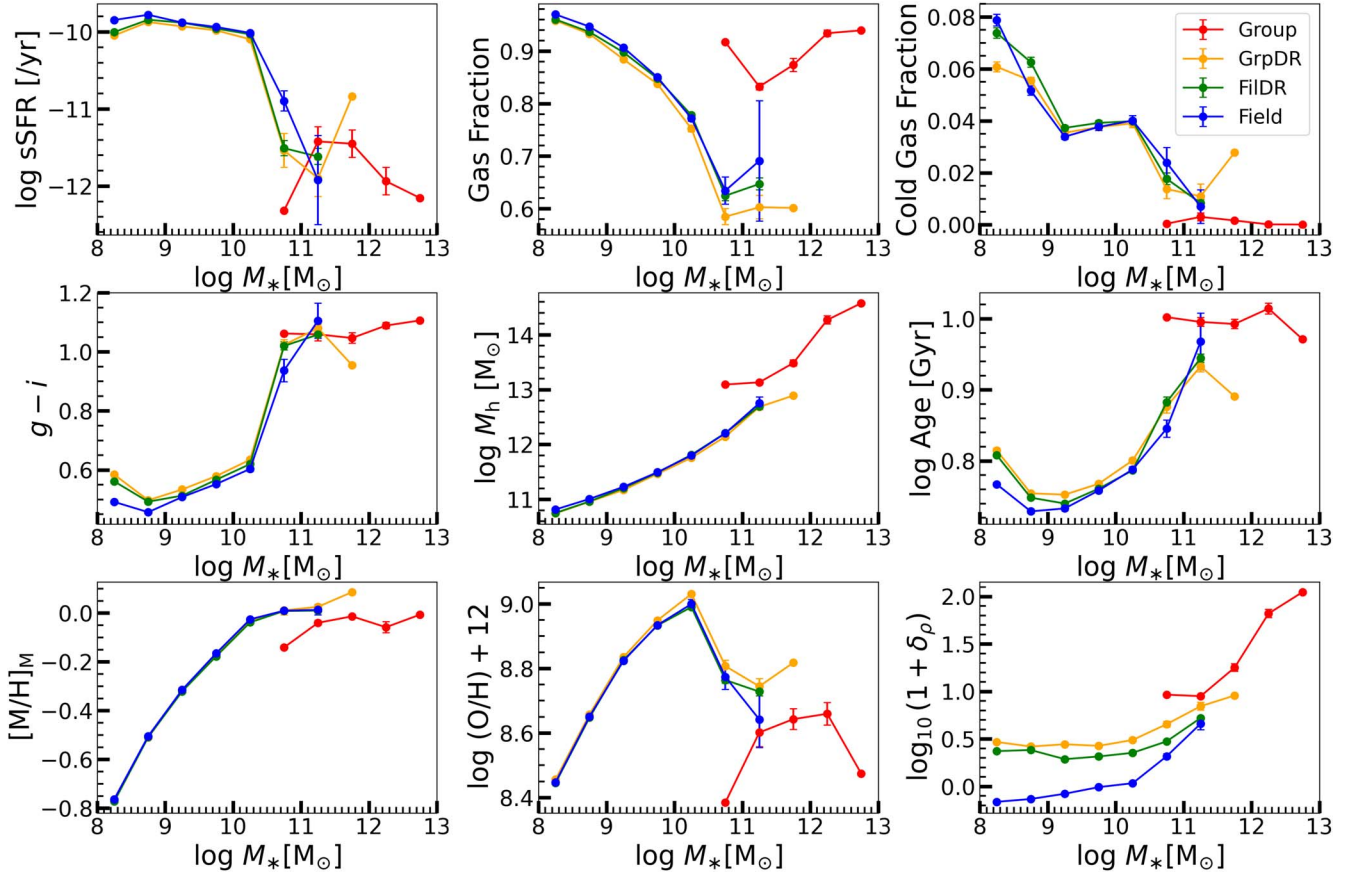 log sSFR [/yr]
−10
−11
−12
8 9 10 11 12 13
log M∗[M⊙]
Gas Fraction
0.9
0.8
0.7
0.6
8 9 10 11 12 13
log M∗[M⊙]
Cold Gas Fraction
0.08
0.06
0.04
0.02
0.00
Group
GrpDR
FilDR
Field
8 9 10 11 12 13
log M∗[M⊙]
g − i
1.2
1.0
0.8
0.6
8 9 10 11 12 13
log M∗[M⊙]
log Mh [M⊙]
14
13
12
11
8 9 10 11 12 13
log M∗[M⊙]
log Age [Gyr]
1.0
0.9
0.8
8 9 10 11 12 13
log M∗[M⊙]
[M/H]M
0.0
−0.2
−0.4
−0.6
−0.8
8 9 10 11 12 13
log M∗[M⊙]
log (O/H) + 12
9.0
8.8
8.6
8.4
8 9 10 11 12 13
log M∗[M⊙]
log10(1 + δρ)
2.0
1.5
1.0
0.5
0.0
8 9 10 11 12 13
log M∗[M⊙]